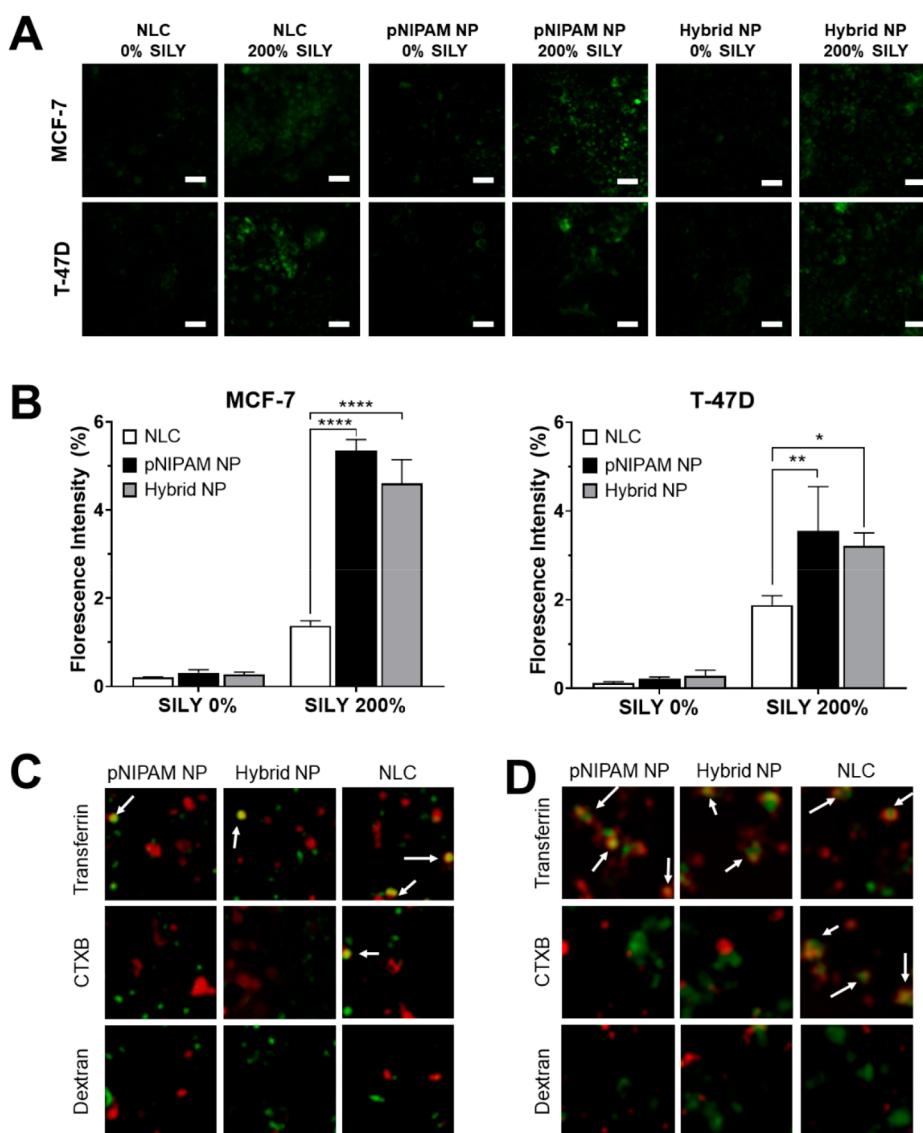 A
NLC
0% SILY
NLC
200% SILY
pNIPAM NP
0% SILY
pNIPAM NP
200% SILY
Hybrid NP
0% SILY
Hybrid NP
200% SILY
MCF-7
T-47D
B
MCF-7
Florescence Intensity (%)
6
4
2
0
NLC
pNIPAM NP
Hybrid NP
****
****
SILY 0%
SILY 200%
T-47D
Florescence Intensity (%)
6
4
2
0
NLC
pNIPAM NP
Hybrid NP
*
**
SILY 0%
SILY 200%
C
pNIPAM NP
Hybrid NP
NLC
Transferrin
CTXB
Dextran
D
pNIPAM NP
Hybrid NP
NLC
Transferrin
CTXB
Dextran